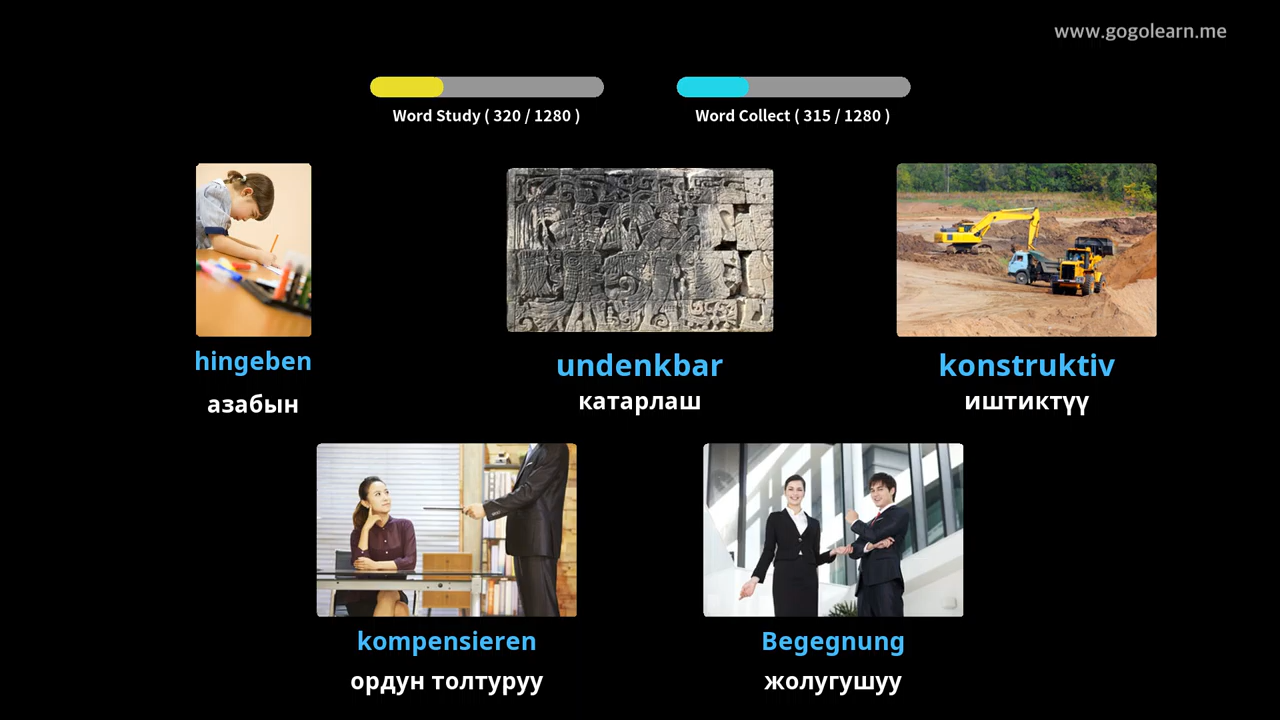 www.gogolearn.me
Word Study ( 320 / 1280 )
Word Collect ( 315 / 1280 )
hingeben
азабын
undenkbar
катарлаш
konstruktiv
иштиктүү
kompensieren
ордун толтуруу
Begegnung
жолугушуу